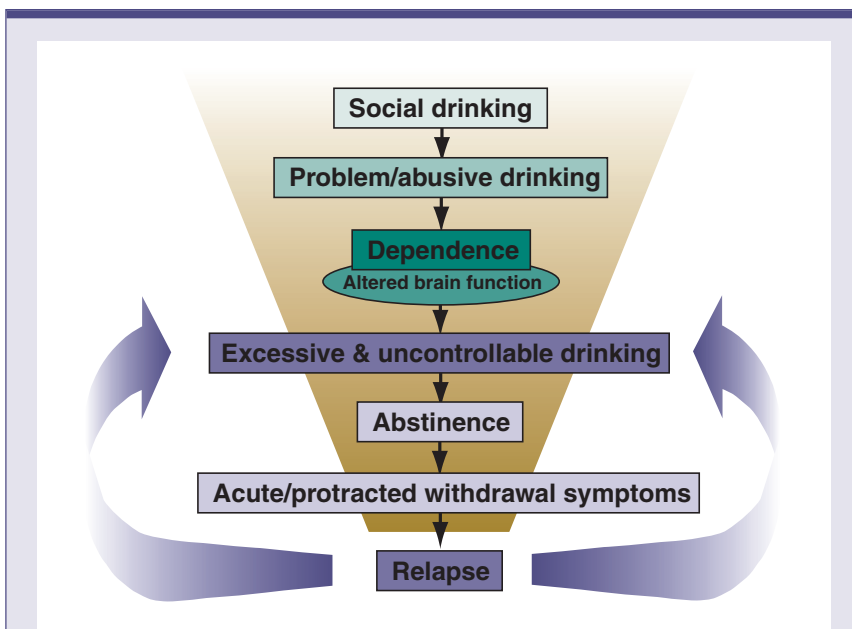 Social drinking
Problem/abusive drinking
Dependence
Altered brain function
Excessive & uncontrollable drinking
Abstinence
Acute/protracted withdrawal symptoms
Relapse